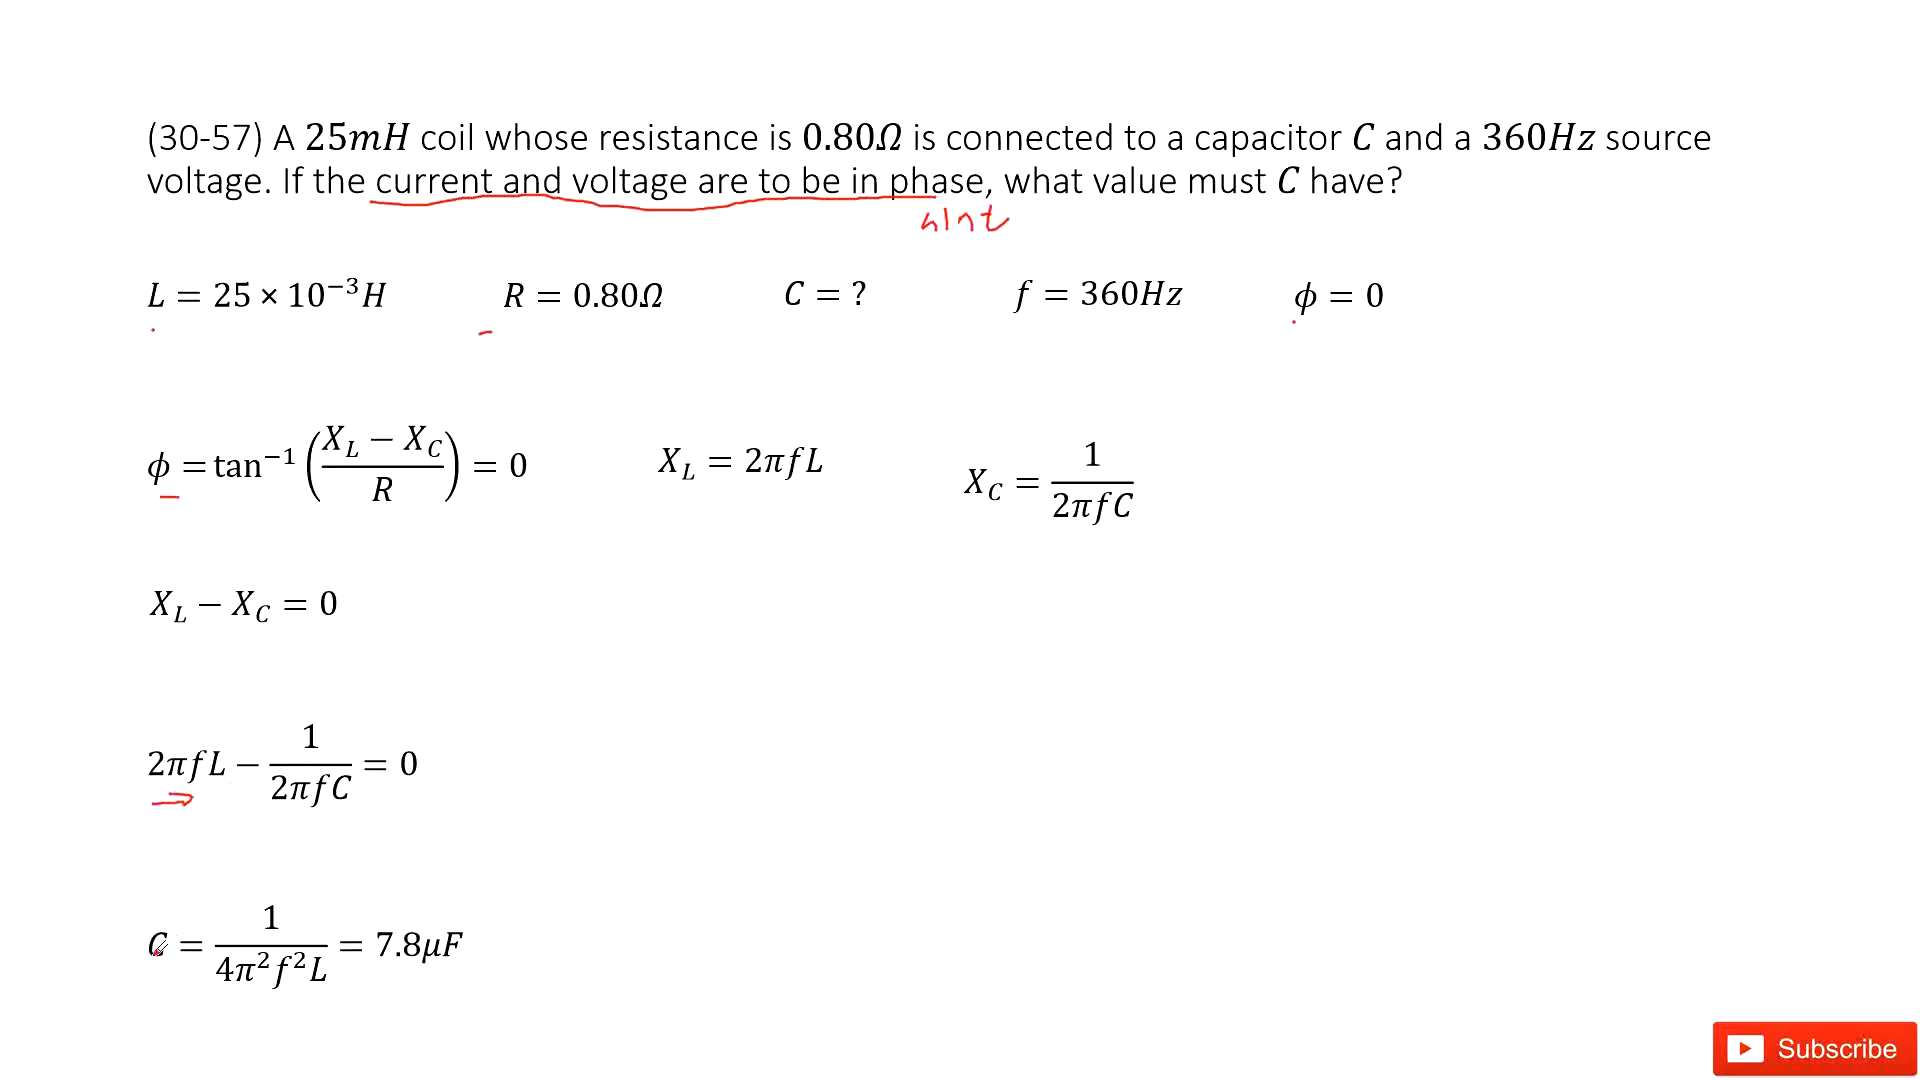 (30-57) A 25mH coil whose resistance is 0.80Ω is connected to a capacitor C and a 360Hz source
voltage. If the current and voltage are to be in phase, what value must C have?
hint
L = 25 × 10⁻³H R = 0.80Ω C = ? f = 360Hz ϕ = 0
ϕ = tan⁻¹ ((X_L − X_C)/R) = 0 X_L = 2πfL X_C = 1/(2πfC)
X_L − X_C = 0
2πfL − 1/(2πfC) = 0
C = 1/(4π²f²L) = 7.8μF
Subscribe